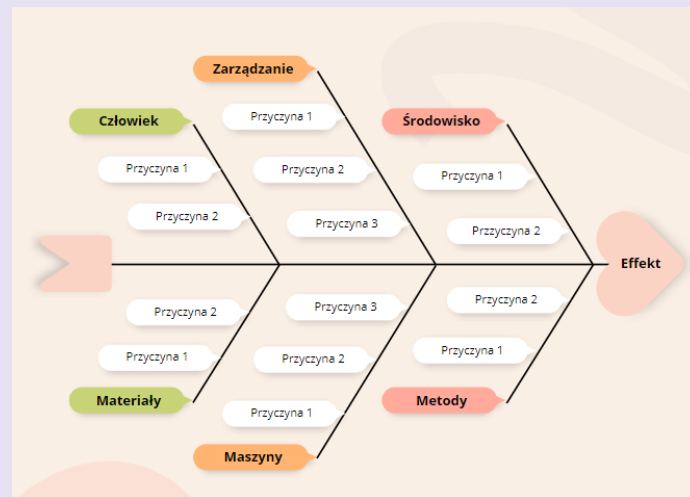 Zarządzanie
Człowiek
Środowisko
Przyczyna 1
Przyczyna 1
Przyczyna 2
Przyczyna 1
Przyczyna 2
Przyczyna 3
Przzyczyna 2
Effekt
Przyczyna 2
Przyczyna 3
Przyczyna 2
Przyczyna 1
Przyczyna 2
Przyczyna 1
Materiały
Przyczyna 1
Metody
Maszyny